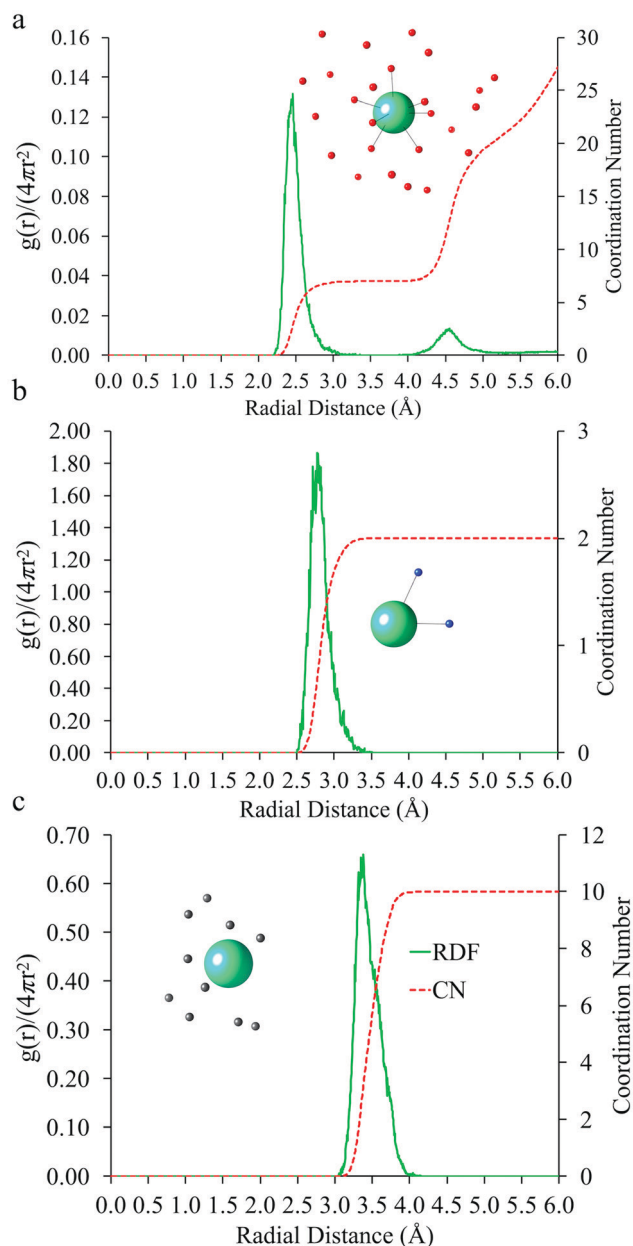 a
0.16
0.14
0.12
0.10
0.08
0.06
0.04
0.02
0.00
g(r)/(4πr²)
30
25
20
15
10
5
0
Coordination Number
0.0 0.5 1.0 1.5 2.0 2.5 3.0 3.5 4.0 4.5 5.0 5.5 6.0
Radial Distance (Å)
b
2.00
1.80
1.60
1.40
1.20
1.00
0.80
0.60
0.40
0.20
0.00
g(r)/(4πr²)
3
2
1
0
Coordination Number
0.0 0.5 1.0 1.5 2.0 2.5 3.0 3.5 4.0 4.5 5.0 5.5 6.0
Radial Distance (Å)
c
0.70
0.60
0.50
0.40
0.30
0.20
0.10
0.00
g(r)/(4πr²)
12
10
8
6
4
2
0
Coordination Number
RDF
CN
0.0 0.5 1.0 1.5 2.0 2.5 3.0 3.5 4.0 4.5 5.0 5.5 6.0
Radial Distance (Å)